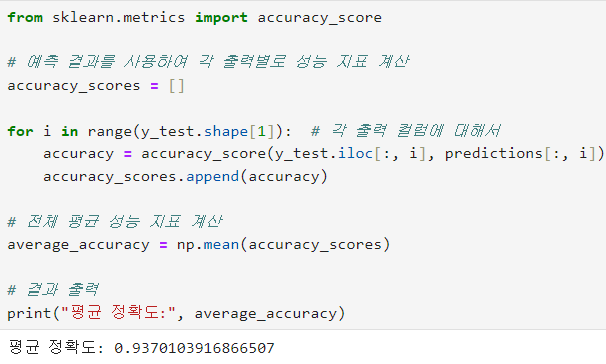 from sklearn.metrics import accuracy_score
# 예측 결과를 사용하여 각 출력별로 성능 지표 계산
accuracy_scores = []
for i in range(y_test.shape[1]):  # 각 출력 컬럼에 대해서
    accuracy = accuracy_score(y_test.iloc[:, i], predictions[:, i])
    accuracy_scores.append(accuracy)
# 전체 평균 성능 지표 계산
average_accuracy = np.mean(accuracy_scores)
# 결과 출력
print("평균 정확도:", average_accuracy)
평균 정확도: 0.9370103916866507